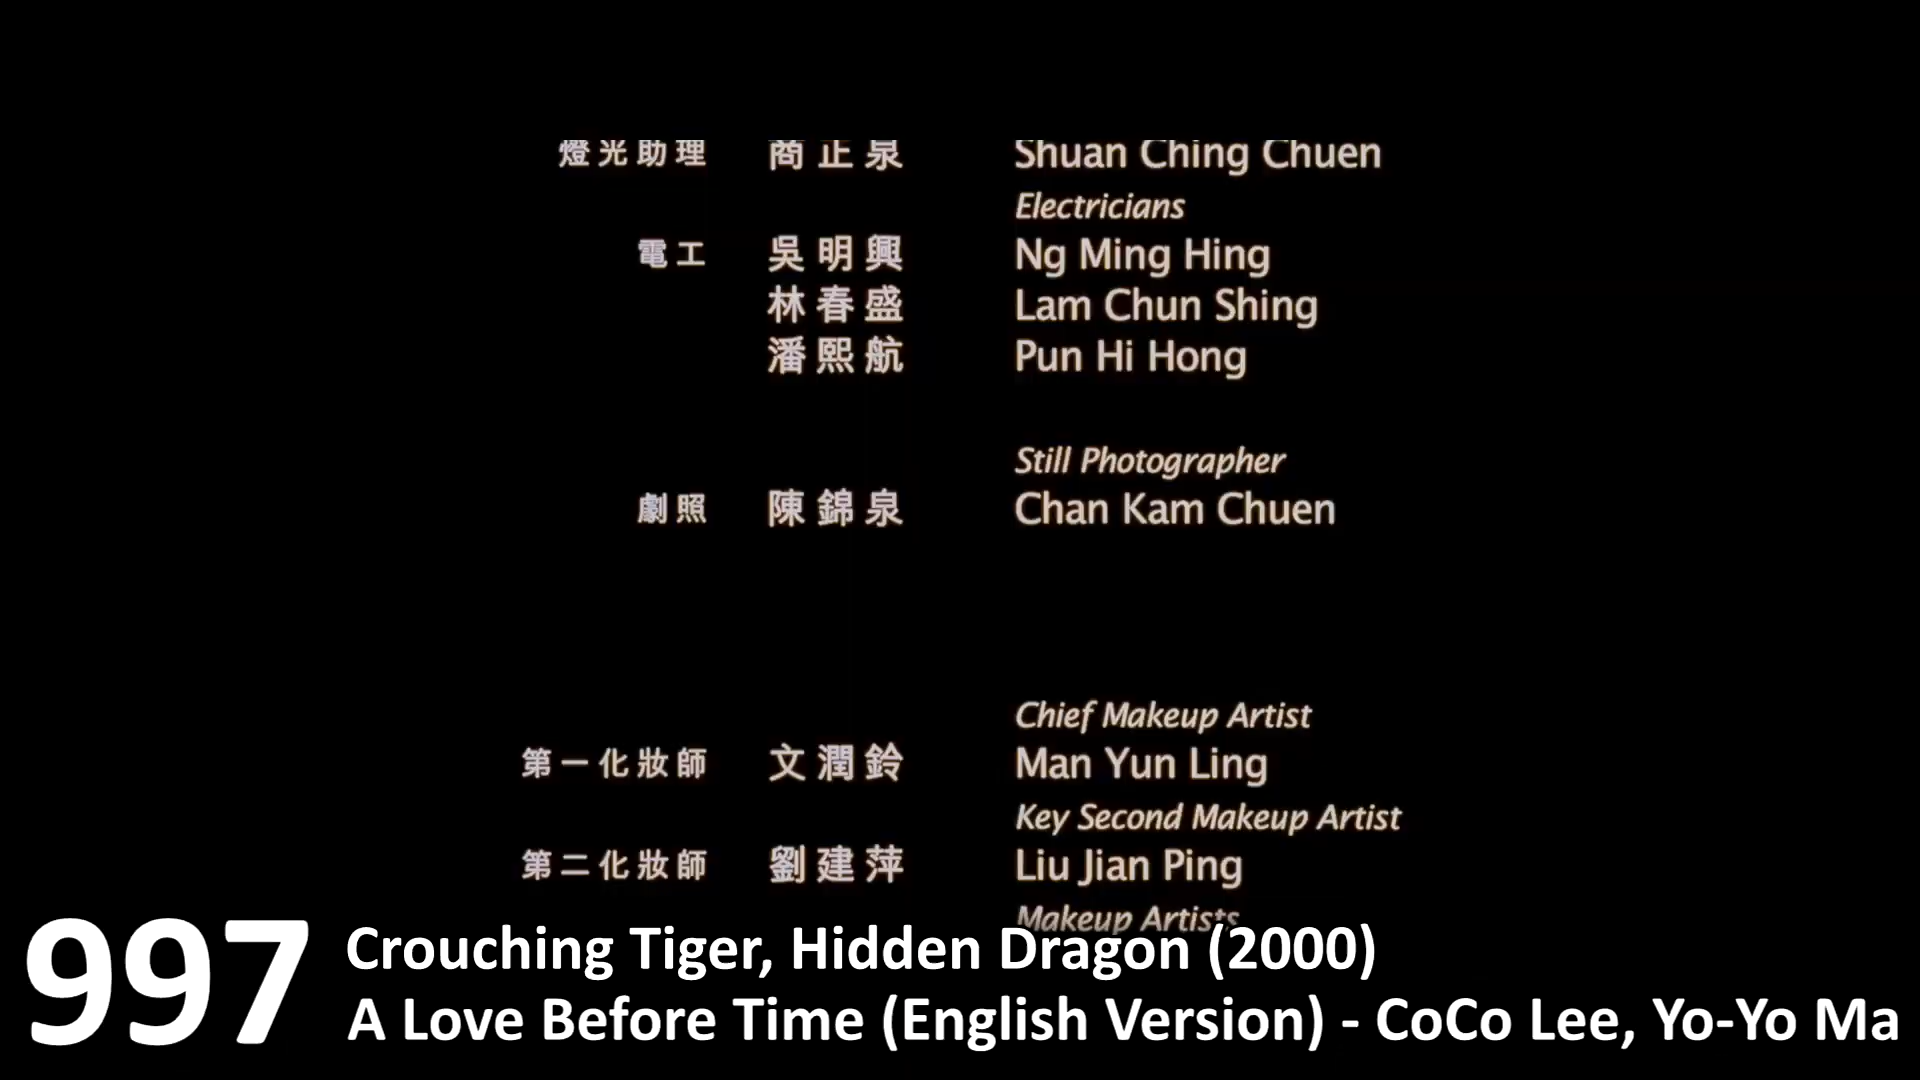 燈光助理 商正泉 Shuan Ching Chuen
Electricians
電工 吳明興 Ng Ming Hing
林春盛 Lam Chun Shing
潘熙航 Pun Hi Hong
Still Photographer
劇照 陳錦泉 Chan Kam Chuen
Chief Makeup Artist
第一化妝師 文潤鈴 Man Yun Ling
Key Second Makeup Artist
第二化妝師 劉建萍 Liu Jian Ping
Makeup Artists
997
Crouching Tiger, Hidden Dragon (2000)
A Love Before Time (English Version) - CoCo Lee, Yo-Yo Ma